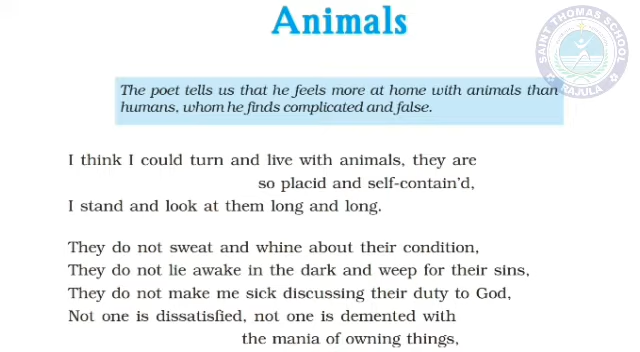 Animals
SAINT THOMAS SCHOOL
RAJULA
The poet tells us that he feels more at home with animals than
humans, whom he finds complicated and false.
I think I could turn and live with animals, they are
so placid and self-contain'd,
I stand and look at them long and long.
They do not sweat and whine about their condition,
They do not lie awake in the dark and weep for their sins,
They do not make me sick discussing their duty to God,
Not one is dissatisfied, not one is demented with
the mania of owning things,